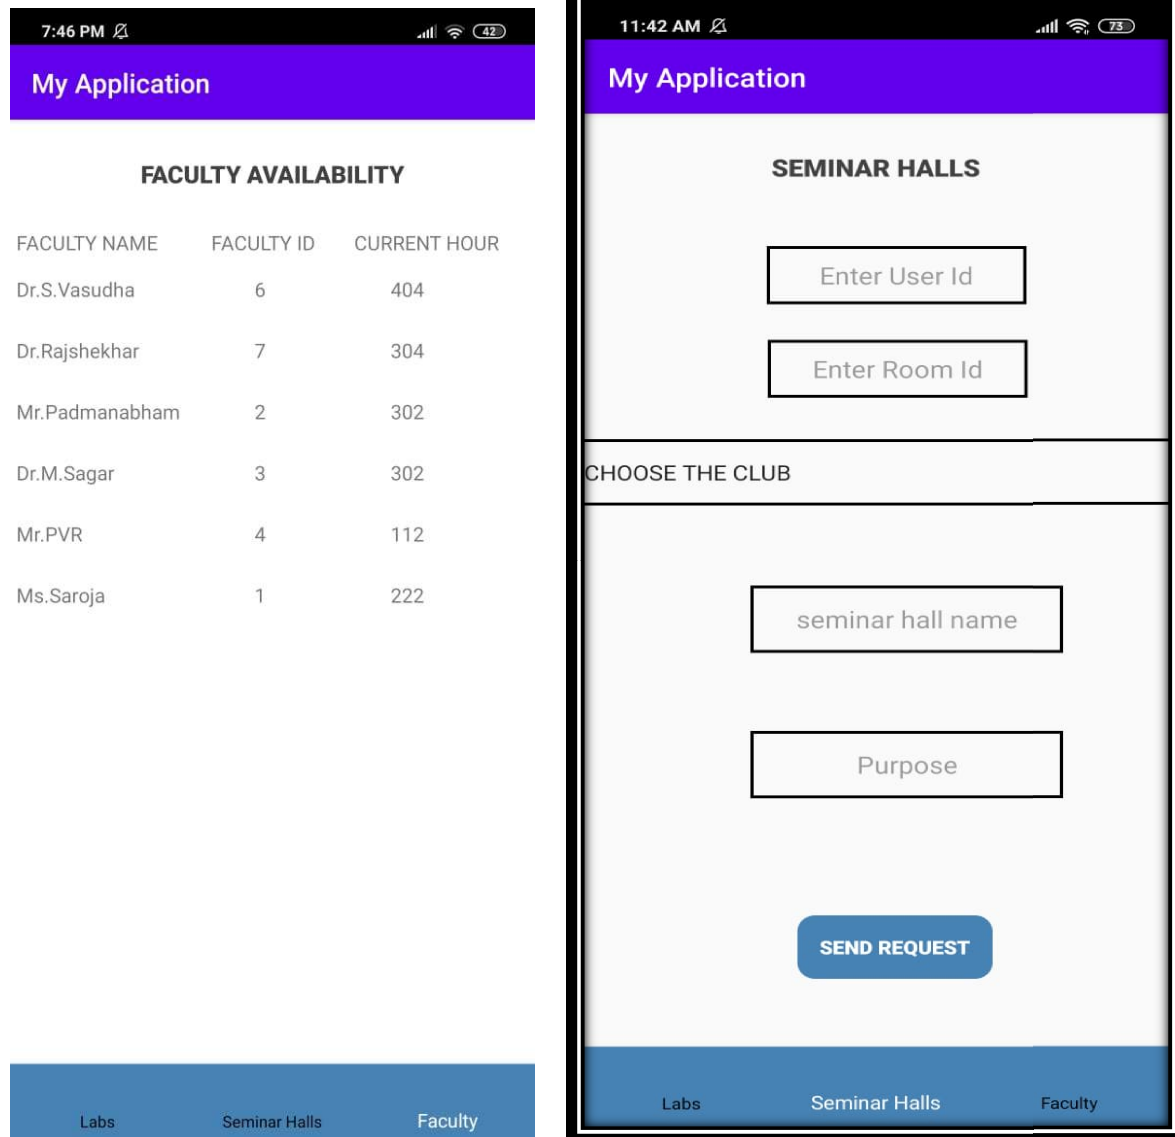 7:46 PM 42
My Application
FACULTY AVAILABILITY
FACULTY NAME FACULTY ID CURRENT HOUR
Dr.S.Vasudha 6 404
Dr.Rajshekhar 7 304
Mr.Padmanabham 2 302
Dr.M.Sagar 3 302
Mr.PVR 4 112
Ms.Saroja 1 222
Labs Seminar Halls Faculty
11:42 AM 73
My Application
SEMINAR HALLS
Enter User Id
Enter Room Id
CHOOSE THE CLUB
seminar hall name
Purpose
SEND REQUEST
Labs Seminar Halls Faculty